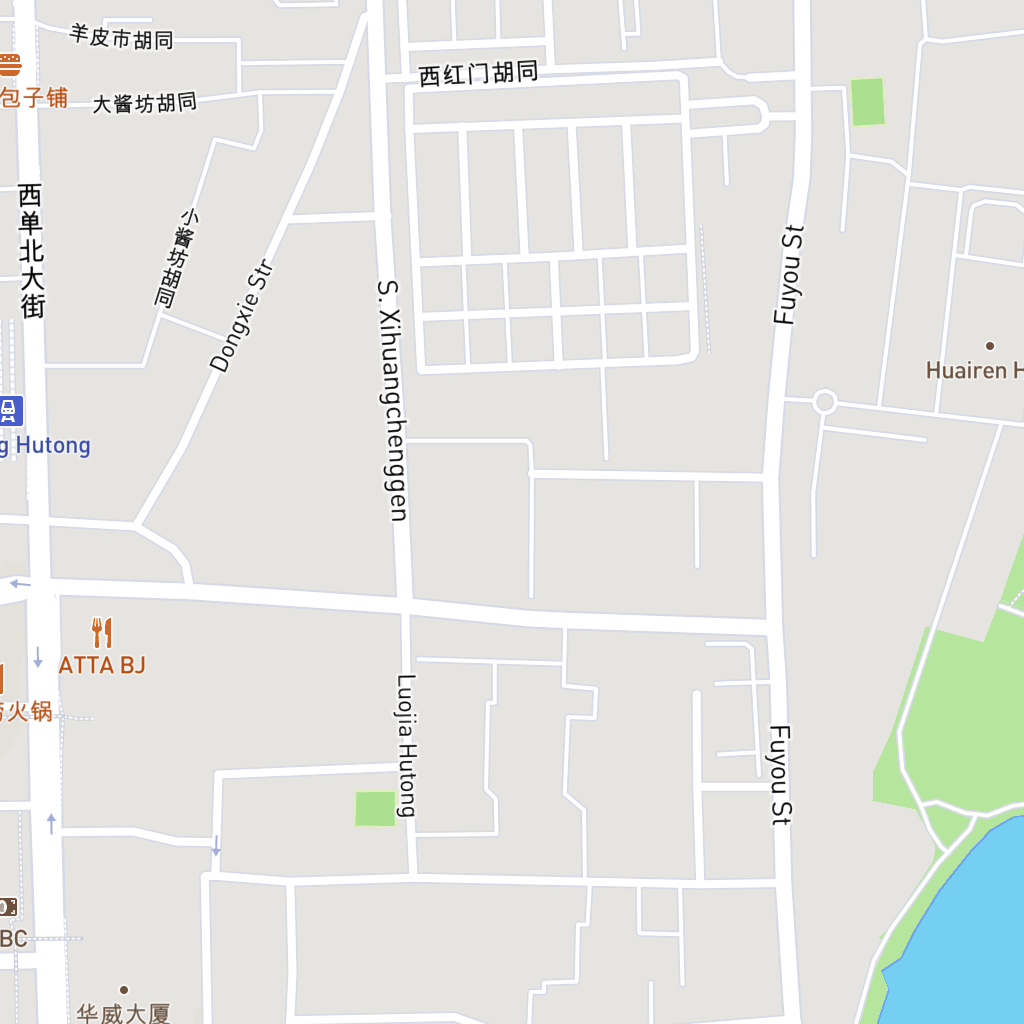 羊皮市胡同
西红门胡同
包子铺
大酱坊胡同
西单北大街
小酱坊胡同
Dongxie Str
Fuyou St
S. Xihuangchenggen
Huairen H
g Hutong
ATTA BJ
火锅
Luojia Hutong
Fuyou St
BC
华威大厦